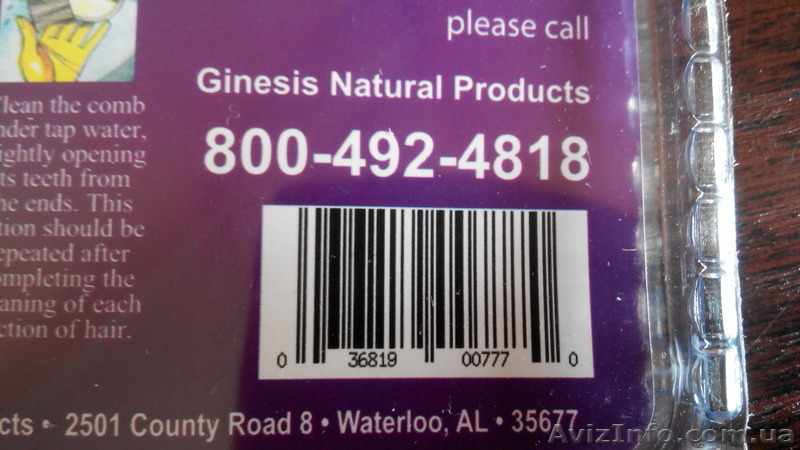 please call
Ginesis Natural Products
800-492-4818
lean the comb
nder tap water,
ightly opening
ts teeth from
he ends. This
tion should be
epeated after
ompleting the
aning of each
ction of hair.
0 36819 00777 0
cts • 2501 County Road 8 • Waterloo, AL • 35677
AvizInfo.com.ua